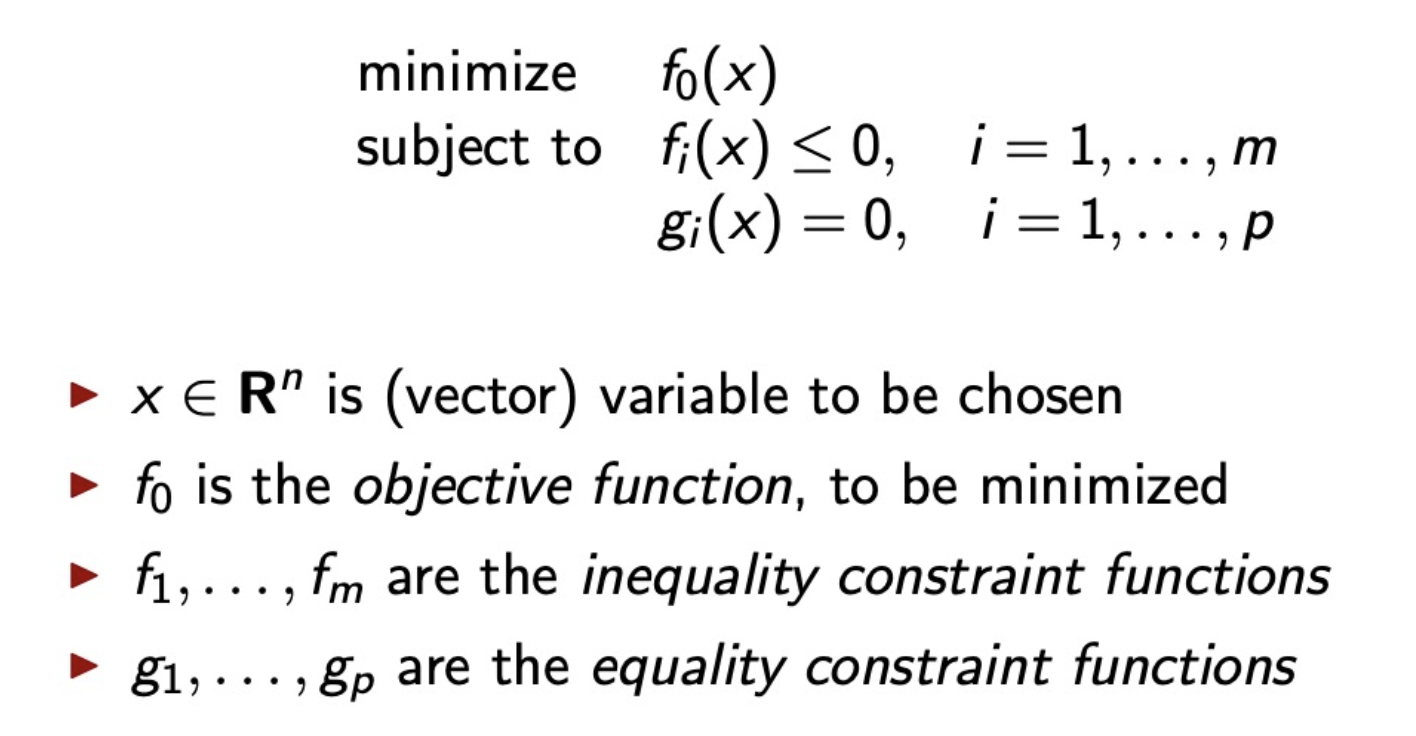 minimize f₀(x)
subject to fᵢ(x) ≤ 0, i = 1, . . . , m
gᵢ(x) = 0, i = 1, . . . , p
▶ x ∈ Rⁿ is (vector) variable to be chosen
▶ f₀ is the objective function, to be minimized
▶ f₁, . . . , fₘ are the inequality constraint functions
▶ g₁, . . . , gₚ are the equality constraint functions